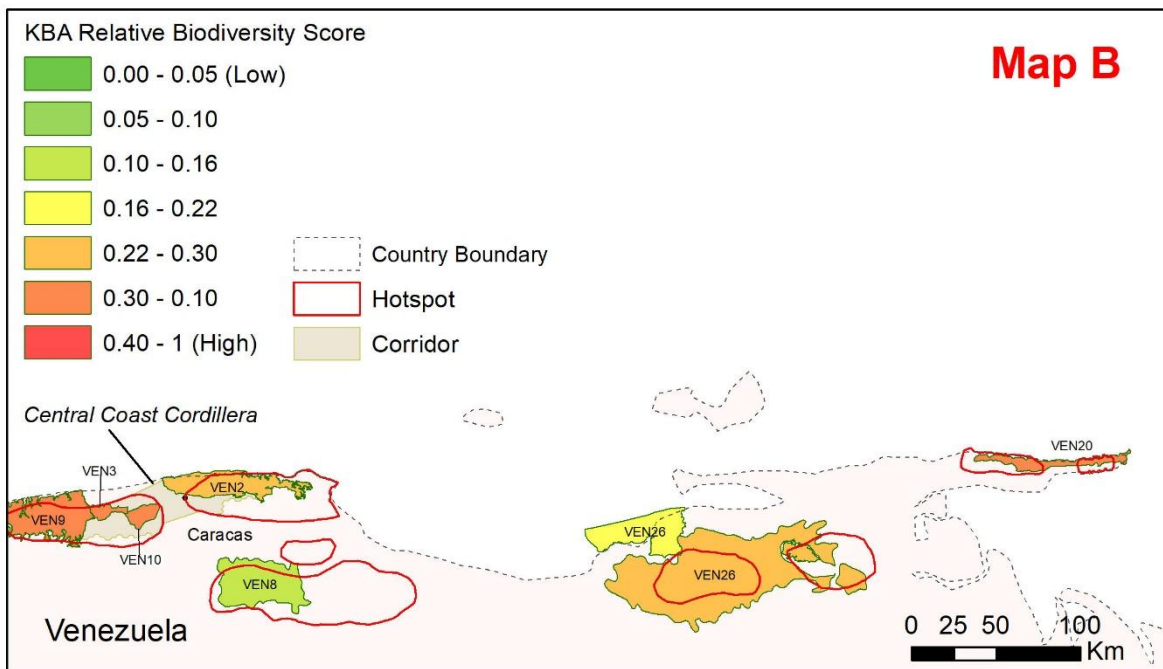 KBA Relative Biodiversity Score
Map B
0.00 - 0.05 (Low)
0.05 - 0.10
0.10 - 0.16
0.16 - 0.22
0.22 - 0.30
0.30 - 0.10
0.40 - 1 (High)
Country Boundary
Hotspot
Corridor
Central Coast Cordillera
VEN20
VEN3
VEN2
VEN9
VEN26
Caracas
VEN10
VEN8
VEN26
Venezuela
0 25 50 100
Km